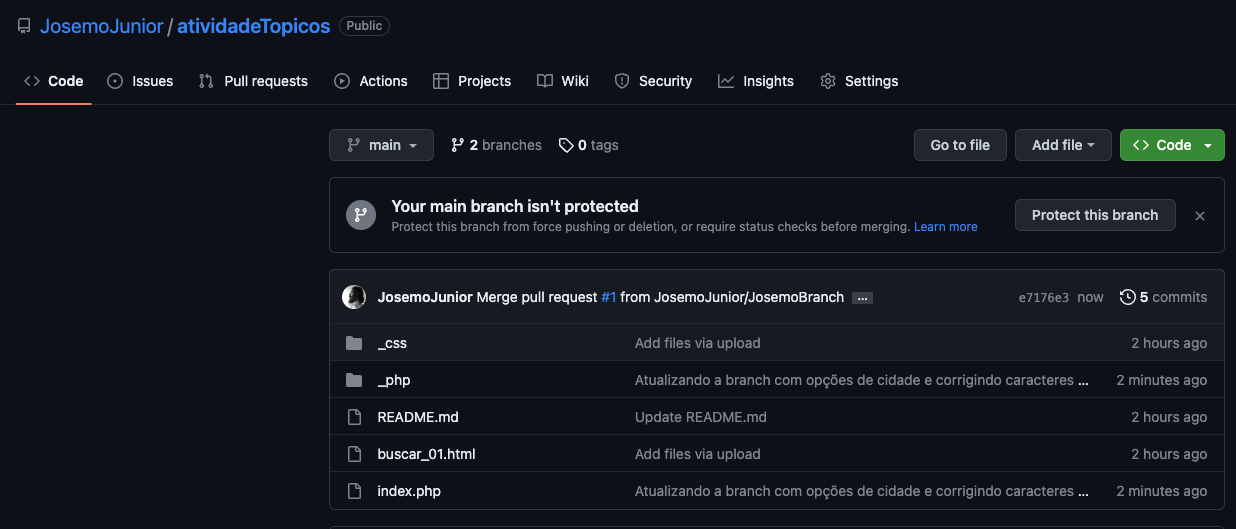 JosemoJunior / atividadeTopicos Public
Code Issues Pull requests Actions Projects Wiki Security Insights Settings
main 2 branches 0 tags Go to file Add file Code
Your main branch isn't protected
Protect this branch from force pushing or deletion, or require status checks before merging. Learn more
Protect this branch
JosemoJunior Merge pull request #1 from JosemoJunior/JosemoBranch ... e7176e3 now 5 commits
_css Add files via upload 2 hours ago
_php Atualizando a branch com opções de cidade e corrigindo caracteres ... 2 minutes ago
README.md Update README.md 2 hours ago
buscar_01.html Add files via upload 2 hours ago
index.php Atualizando a branch com opções de cidade e corrigindo caracteres ... 2 minutes ago